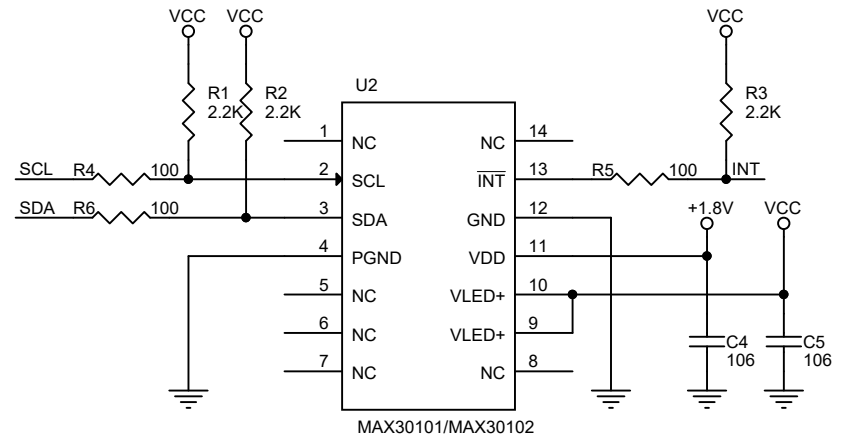 VCC VCC VCC
U2
R1 R2 R3
2.2K 2.2K 2.2K
1 NC NC 14
SCL R4 100 2 SCL INT 13 R5 100 INT
SDA R6 100 3 SDA GND 12 +1.8V VCC
4 PGND VDD 11
5 NC VLED+ 10
6 NC VLED+ 9 C4 C5
7 NC NC 8 106 106
MAX30101/MAX30102